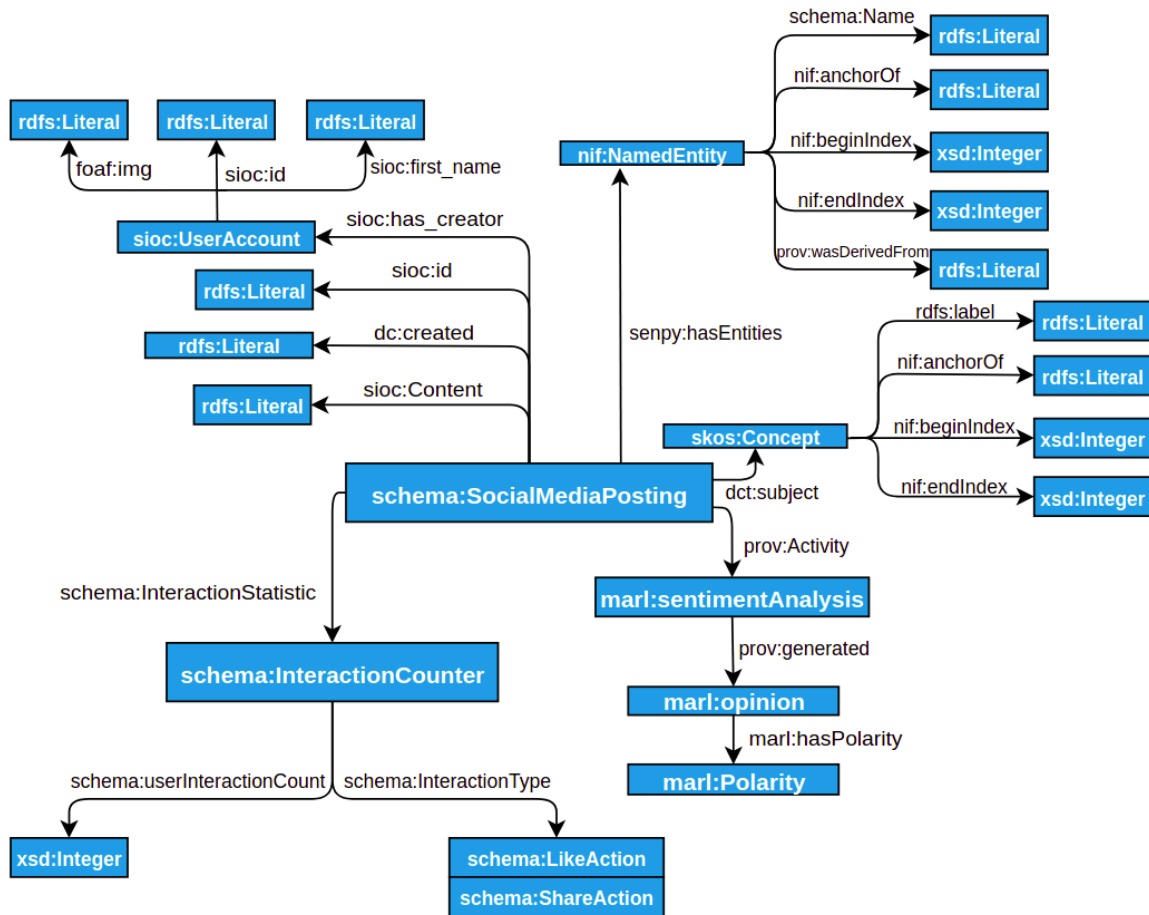 schema:Name
rdfs:Literal
nif:anchorOf
rdfs:Literal
nif:beginIndex
xsd:Integer
nif:NamedEntity
nif:endIndex
xsd:Integer
prov:wasDerivedFrom
rdfs:Literal
rdfs:Literal
rdfs:Literal
rdfs:Literal
foaf:img
sioc:id
sioc:first_name
sioc:has_creator
sioc:UserAccount
sioc:id
rdfs:Literal
dc:created
rdfs:Literal
sioc:Content
rdfs:Literal
senpy:hasEntities
rdfs:label
rdfs:Literal
nif:anchorOf
rdfs:Literal
nif:beginIndex
xsd:Integer
skos:Concept
nif:endIndex
xsd:Integer
schema:SocialMediaPosting
dct:subject
prov:Activity
marl:sentimentAnalysis
prov:generated
marl:opinion
marl:hasPolarity
marl:Polarity
schema:InteractionStatistic
schema:InteractionCounter
schema:userInteractionCount
schema:InteractionType
xsd:Integer
schema:LikeAction
schema:ShareAction